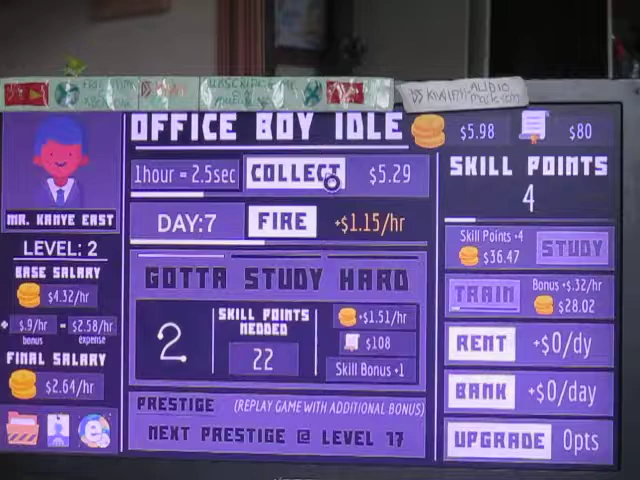 KIWIFM-AUDIO
OFFICE BOY IDLE
$5.98
$80
1hour = 2.5sec
COLLECT
$5.29
DAY:7
FIRE
+$1.15/hr
MR. KANYE EAST
LEVEL: 2
BASE SALARY
$4.32/hr
+ $.9/hr = $2.58/hr
bonus expense
FINAL SALARY
$2.64/hr
GOTTA STUDY HARD
2
SKILL POINTS
NEDDED
22
+$1.51/hr
$108
Skill Bonus +1
PRESTIGE (REPLAY GAME WITH ADDITIONAL BONUS)
NEXT PRESTIGE @ LEVEL 17
SKILL POINTS
4
Skill Points +4
$36.47
STUDY
TRAIN
Bonus +$.32/hr
$28.02
RENT
+$0/dy
BANK
+$0/day
UPGRADE
0pts